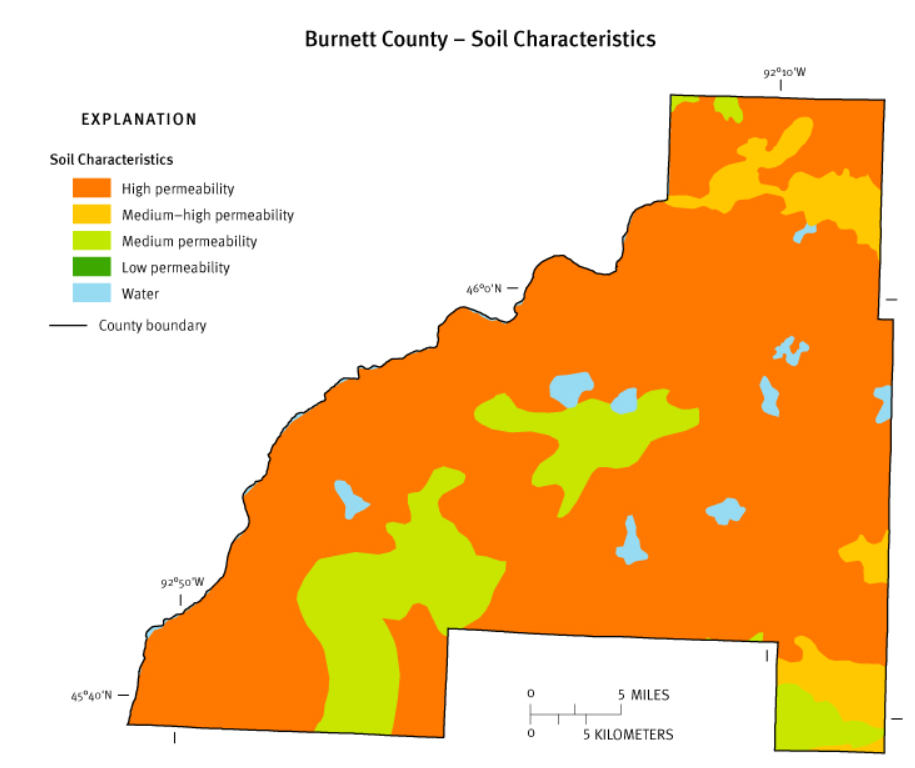 Burnett County – Soil Characteristics
92°10'W
EXPLANATION
Soil Characteristics
High permeability
Medium–high permeability
Medium permeability
Low permeability
Water
County boundary
46°0'N
92°50'W
45°40'N
0 5 MILES
0 5 KILOMETERS